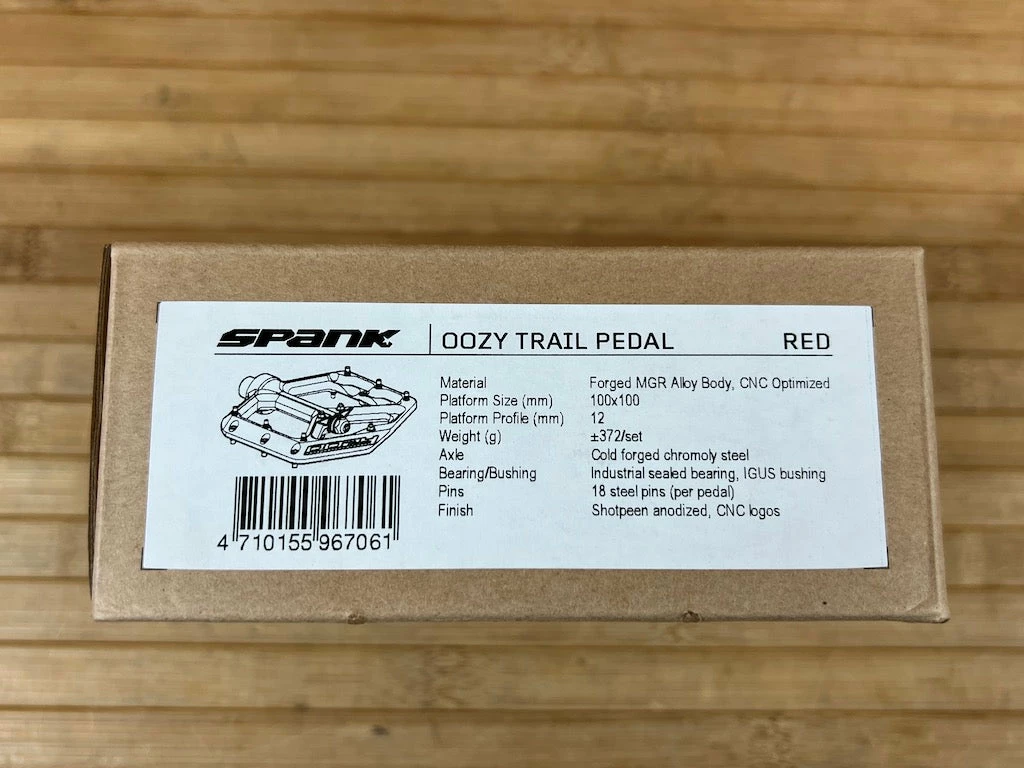 SPANK OOZY TRAIL PEDAL RED
Material Forged MGR Alloy Body, CNC Optimized
Platform Size (mm) 100x100
Platform Profile (mm) 12
Weight (g) ±372/set
Axle Cold forged chromoly steel
Bearing/Bushing Industrial sealed bearing, IGUS bushing
Pins 18 steel pins (per pedal)
Finish Shotpeen anodized, CNC logos
SPANK
4 710155 967061